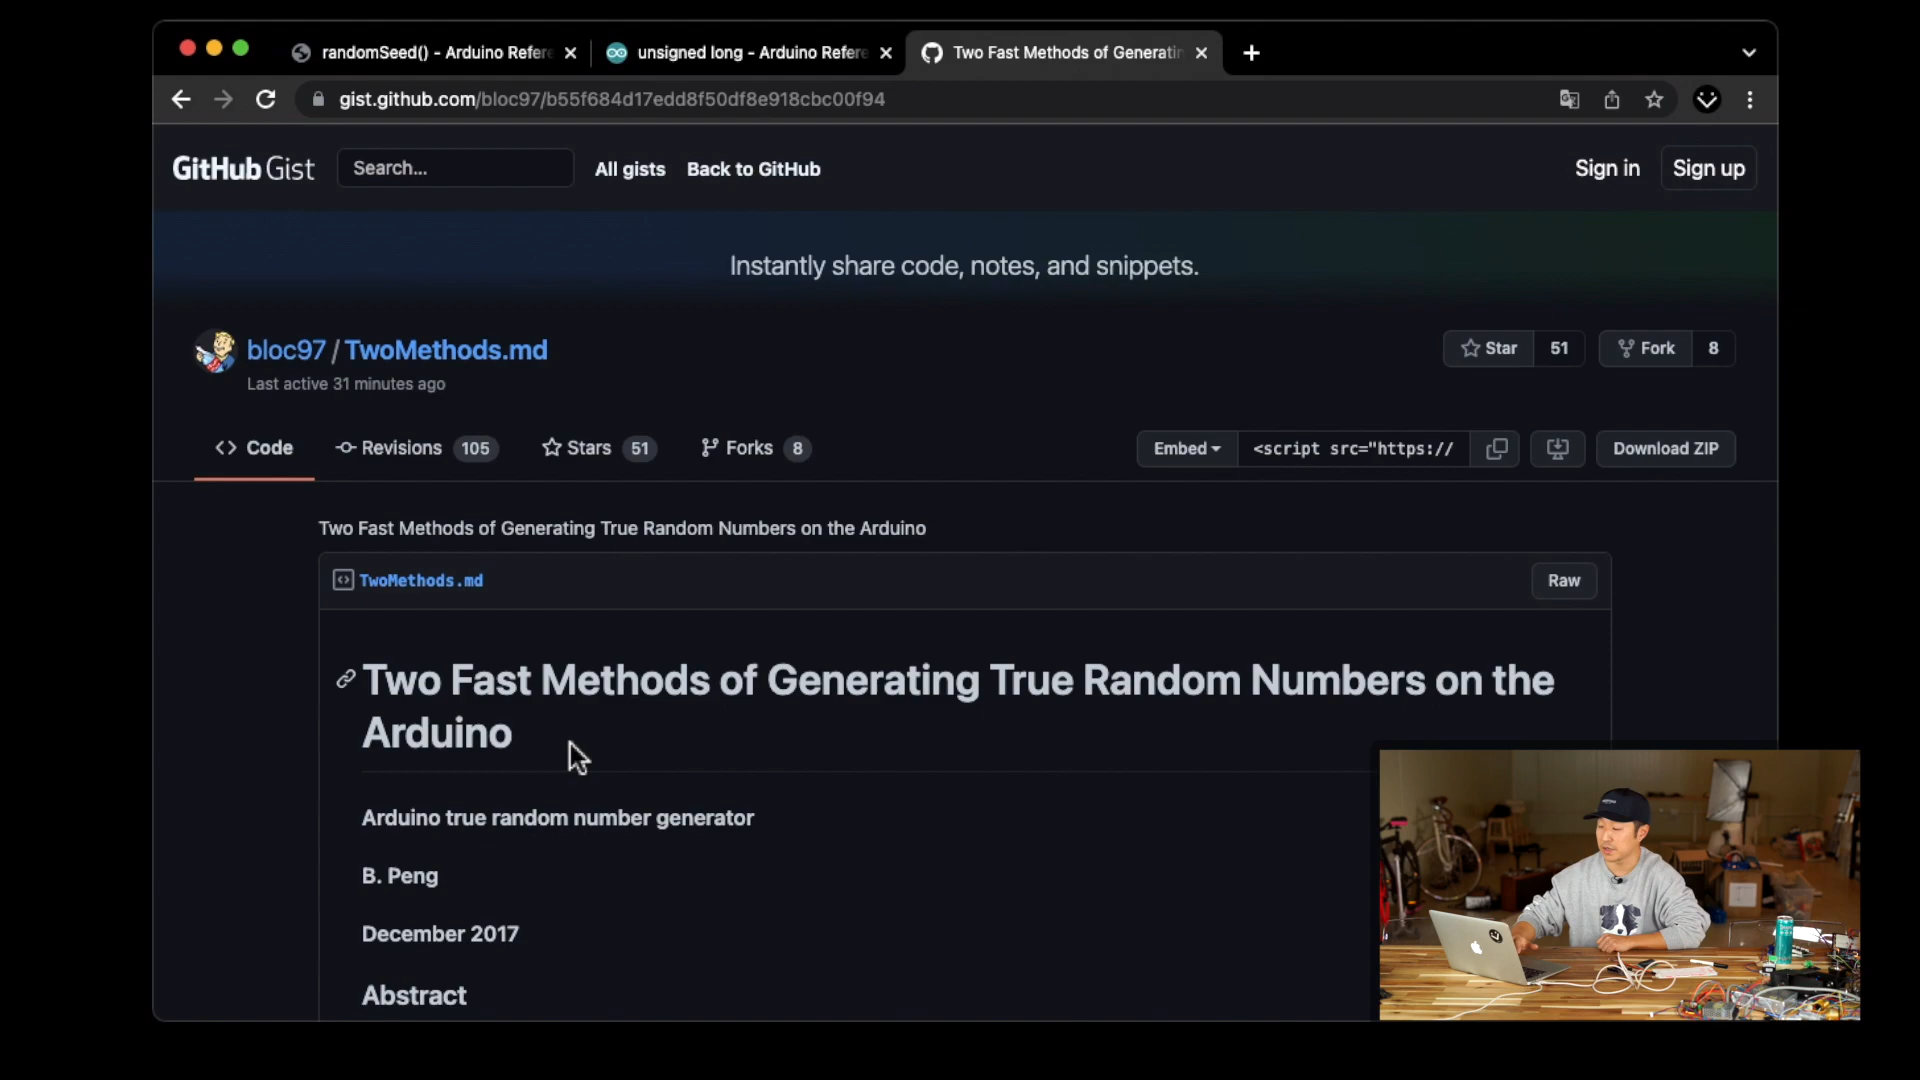 randomSeed() - Arduino Refere
unsigned long - Arduino Refere
Two Fast Methods of Generatin
gist.github.com/bloc97/b55f684d17edd8f50df8e918cbc00f94
GitHub Gist
Search...
All gists
Back to GitHub
Sign in
Sign up
Instantly share code, notes, and snippets.
bloc97 / TwoMethods.md
Last active 31 minutes ago
Star 51
Fork 8
<> Code
Revisions 105
Stars 51
Forks 8
Embed
<script src="https://
Download ZIP
Two Fast Methods of Generating True Random Numbers on the Arduino
TwoMethods.md
Raw
Two Fast Methods of Generating True Random Numbers on the
Arduino
Arduino true random number generator
B. Peng
December 2017
Abstract